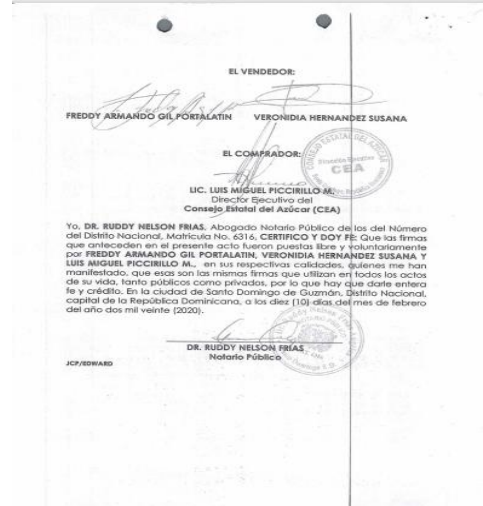 EL VENDEDOR:
FREDDY ARMANDO GIL PORTALATIN VERONIDIA HERNANDEZ SUSANA
EL COMPRADOR:
CONSEJO ESTATAL DEL AZÚCAR
Dirección Ejecutiva
CEA
LIC. LUIS MIGUEL PICCIRILLO M.
Director Ejecutivo del
Consejo Estatal del Azúcar (CEA)
Yo, DR. RUDDY NELSON FRIAS, Abogado Notario Público de los del Número
del Distrito Nacional, Matrícula No. 6316, CERTIFICO Y DOY FE: Que las firmas
que anteceden en el presente acto fueron puestas libre y voluntariamente
por FREDDY ARMANDO GIL PORTALATIN, VERONIDIA HERNANDEZ SUSANA Y
LUIS MIGUEL PICCIRILLO M., en sus respectivas calidades, quienes me han
manifestado, que esas son las mismas firmas que utilizan en todos los actos
de su vida, tanto públicos como privados, por lo que hay que darle entera
fe y crédito. En la ciudad de Santo Domingo de Guzmán, Distrito Nacional,
capital de la República Dominicana, a los diez (10) días del mes de febrero
del año dos mil veinte (2020).
DR. RUDDY NELSON FRÍAS
Notario Público
JCP/EDWARD